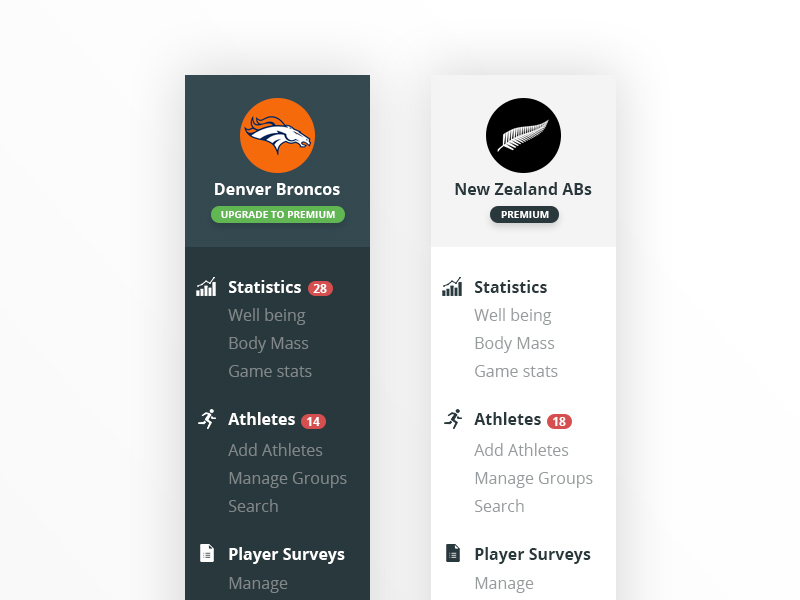 Denver Broncos
UPGRADE TO PREMIUM
Statistics 28
Well being
Body Mass
Game stats
Athletes 14
Add Athletes
Manage Groups
Search
Player Surveys
Manage
New Zealand ABs
PREMIUM
Statistics
Well being
Body Mass
Game stats
Athletes 18
Add Athletes
Manage Groups
Search
Player Surveys
Manage